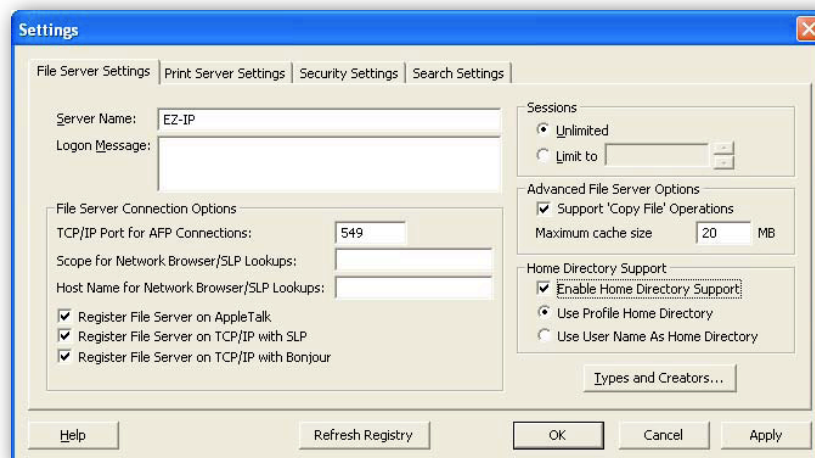 Settings
File Server Settings Print Server Settings Security Settings Search Settings
Server Name: EZ-IP
Logon Message:
File Server Connection Options
TCP/IP Port for AFP Connections: 549
Scope for Network Browser/SLP Lookups:
Host Name for Network Browser/SLP Lookups:
Register File Server on AppleTalk
Register File Server on TCP/IP with SLP
Register File Server on TCP/IP with Bonjour
Sessions
Unlimited
Limit to
Advanced File Server Options
Support 'Copy File' Operations
Maximum cache size 20 MB
Home Directory Support
Enable Home Directory Support
Use Profile Home Directory
Use User Name As Home Directory
Types and Creators...
Help Refresh Registry OK Cancel Apply